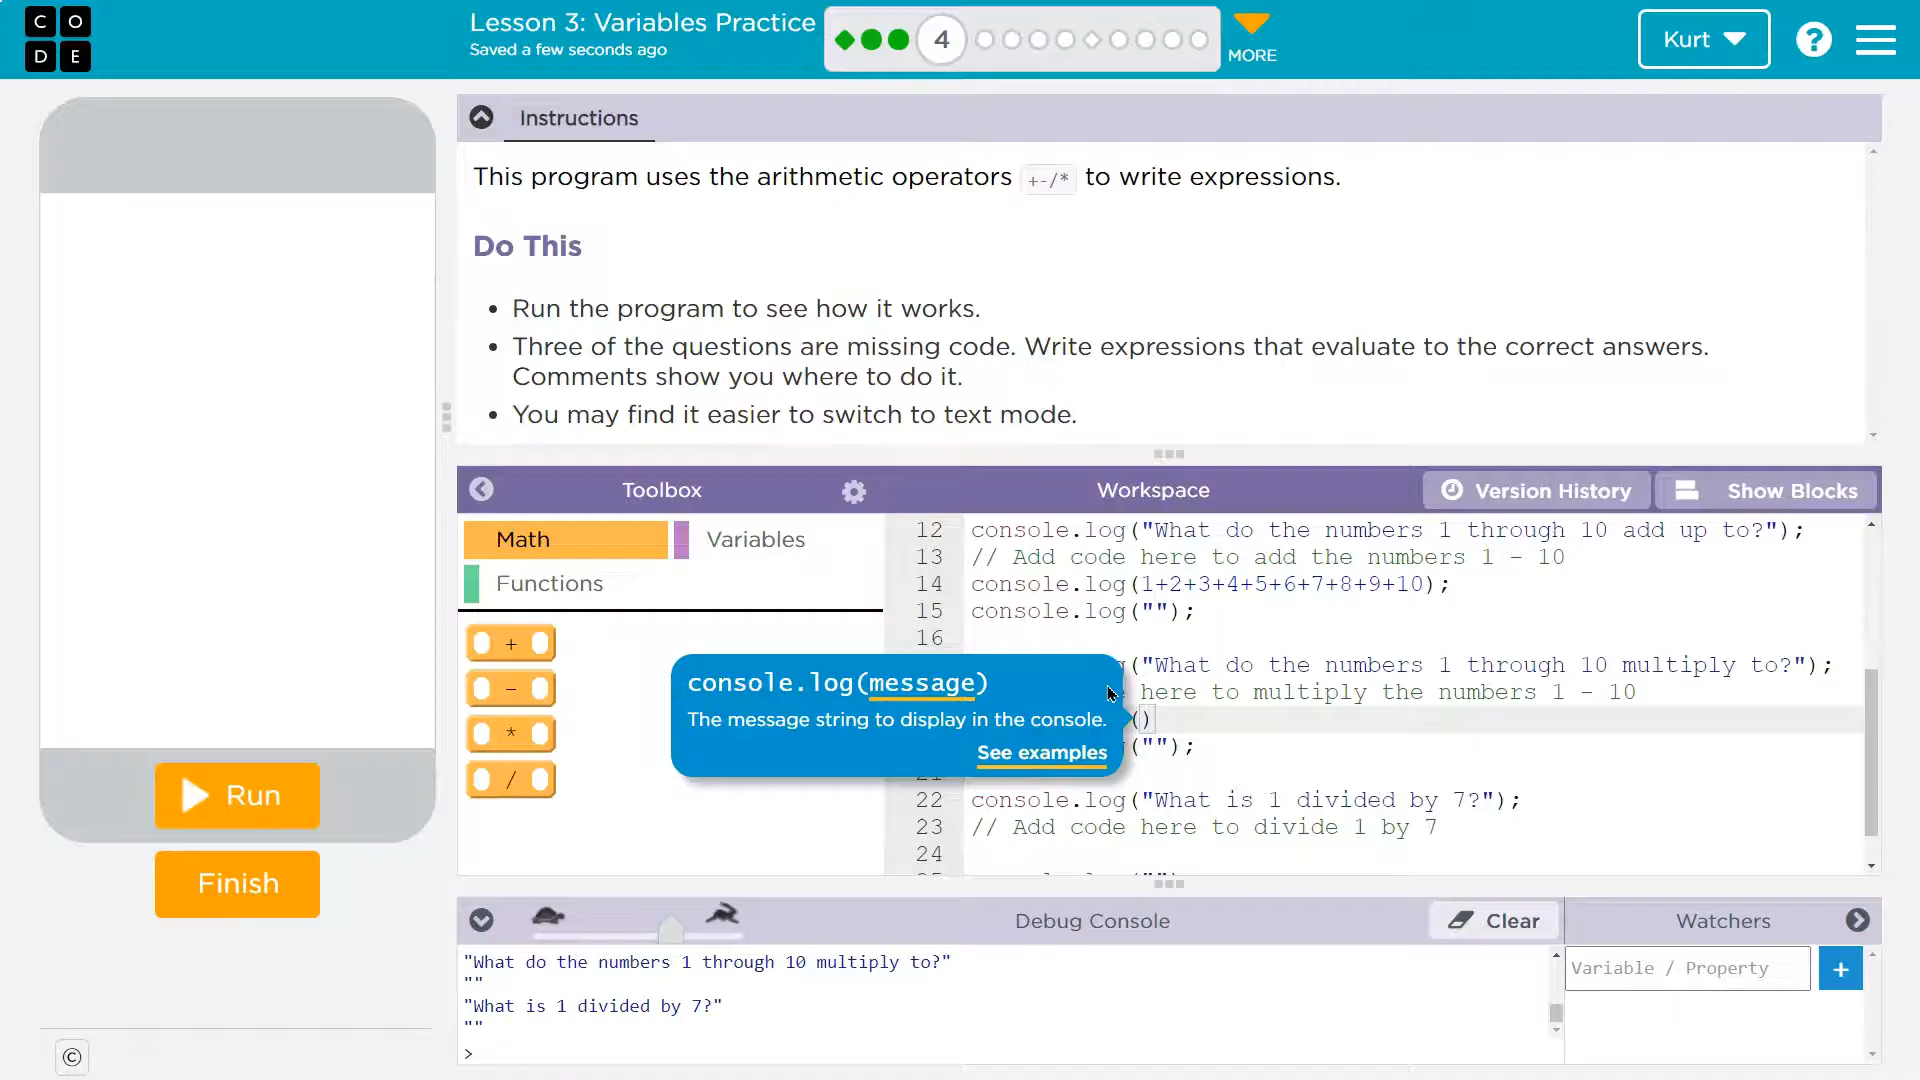 C O
D E
Lesson 3: Variables Practice
Saved a few seconds ago
4
MORE
Kurt
?
Instructions
This program uses the arithmetic operators +-/* to write expressions.
Do This
• Run the program to see how it works.
• Three of the questions are missing code. Write expressions that evaluate to the correct answers.
Comments show you where to do it.
• You may find it easier to switch to text mode.
Toolbox
Workspace
Version History
Show Blocks
Math
Variables
Functions
+
-
*
/
12 console.log("What do the numbers 1 through 10 add up to?");
13 // Add code here to add the numbers 1 - 10
14 console.log(1+2+3+4+5+6+7+8+9+10);
15 console.log("");
16
("What do the numbers 1 through 10 multiply to?");
here to multiply the numbers 1 - 10
()
("");
22 console.log("What is 1 divided by 7?");
23 // Add code here to divide 1 by 7
24
console.log(message)
The message string to display in the console.
See examples
Run
Finish
Debug Console
Clear
Watchers
"What do the numbers 1 through 10 multiply to?"
""
"What is 1 divided by 7?"
""
>
Variable / Property
+
©